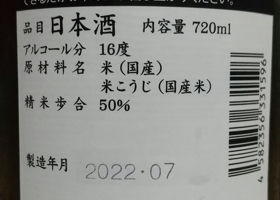 品目 日本酒 内容量 720ml
アルコール分 16度
原材料名 米(国産)
米こうじ(国産米)
精米歩合 50%
製造年月 2022・07
4582356331596